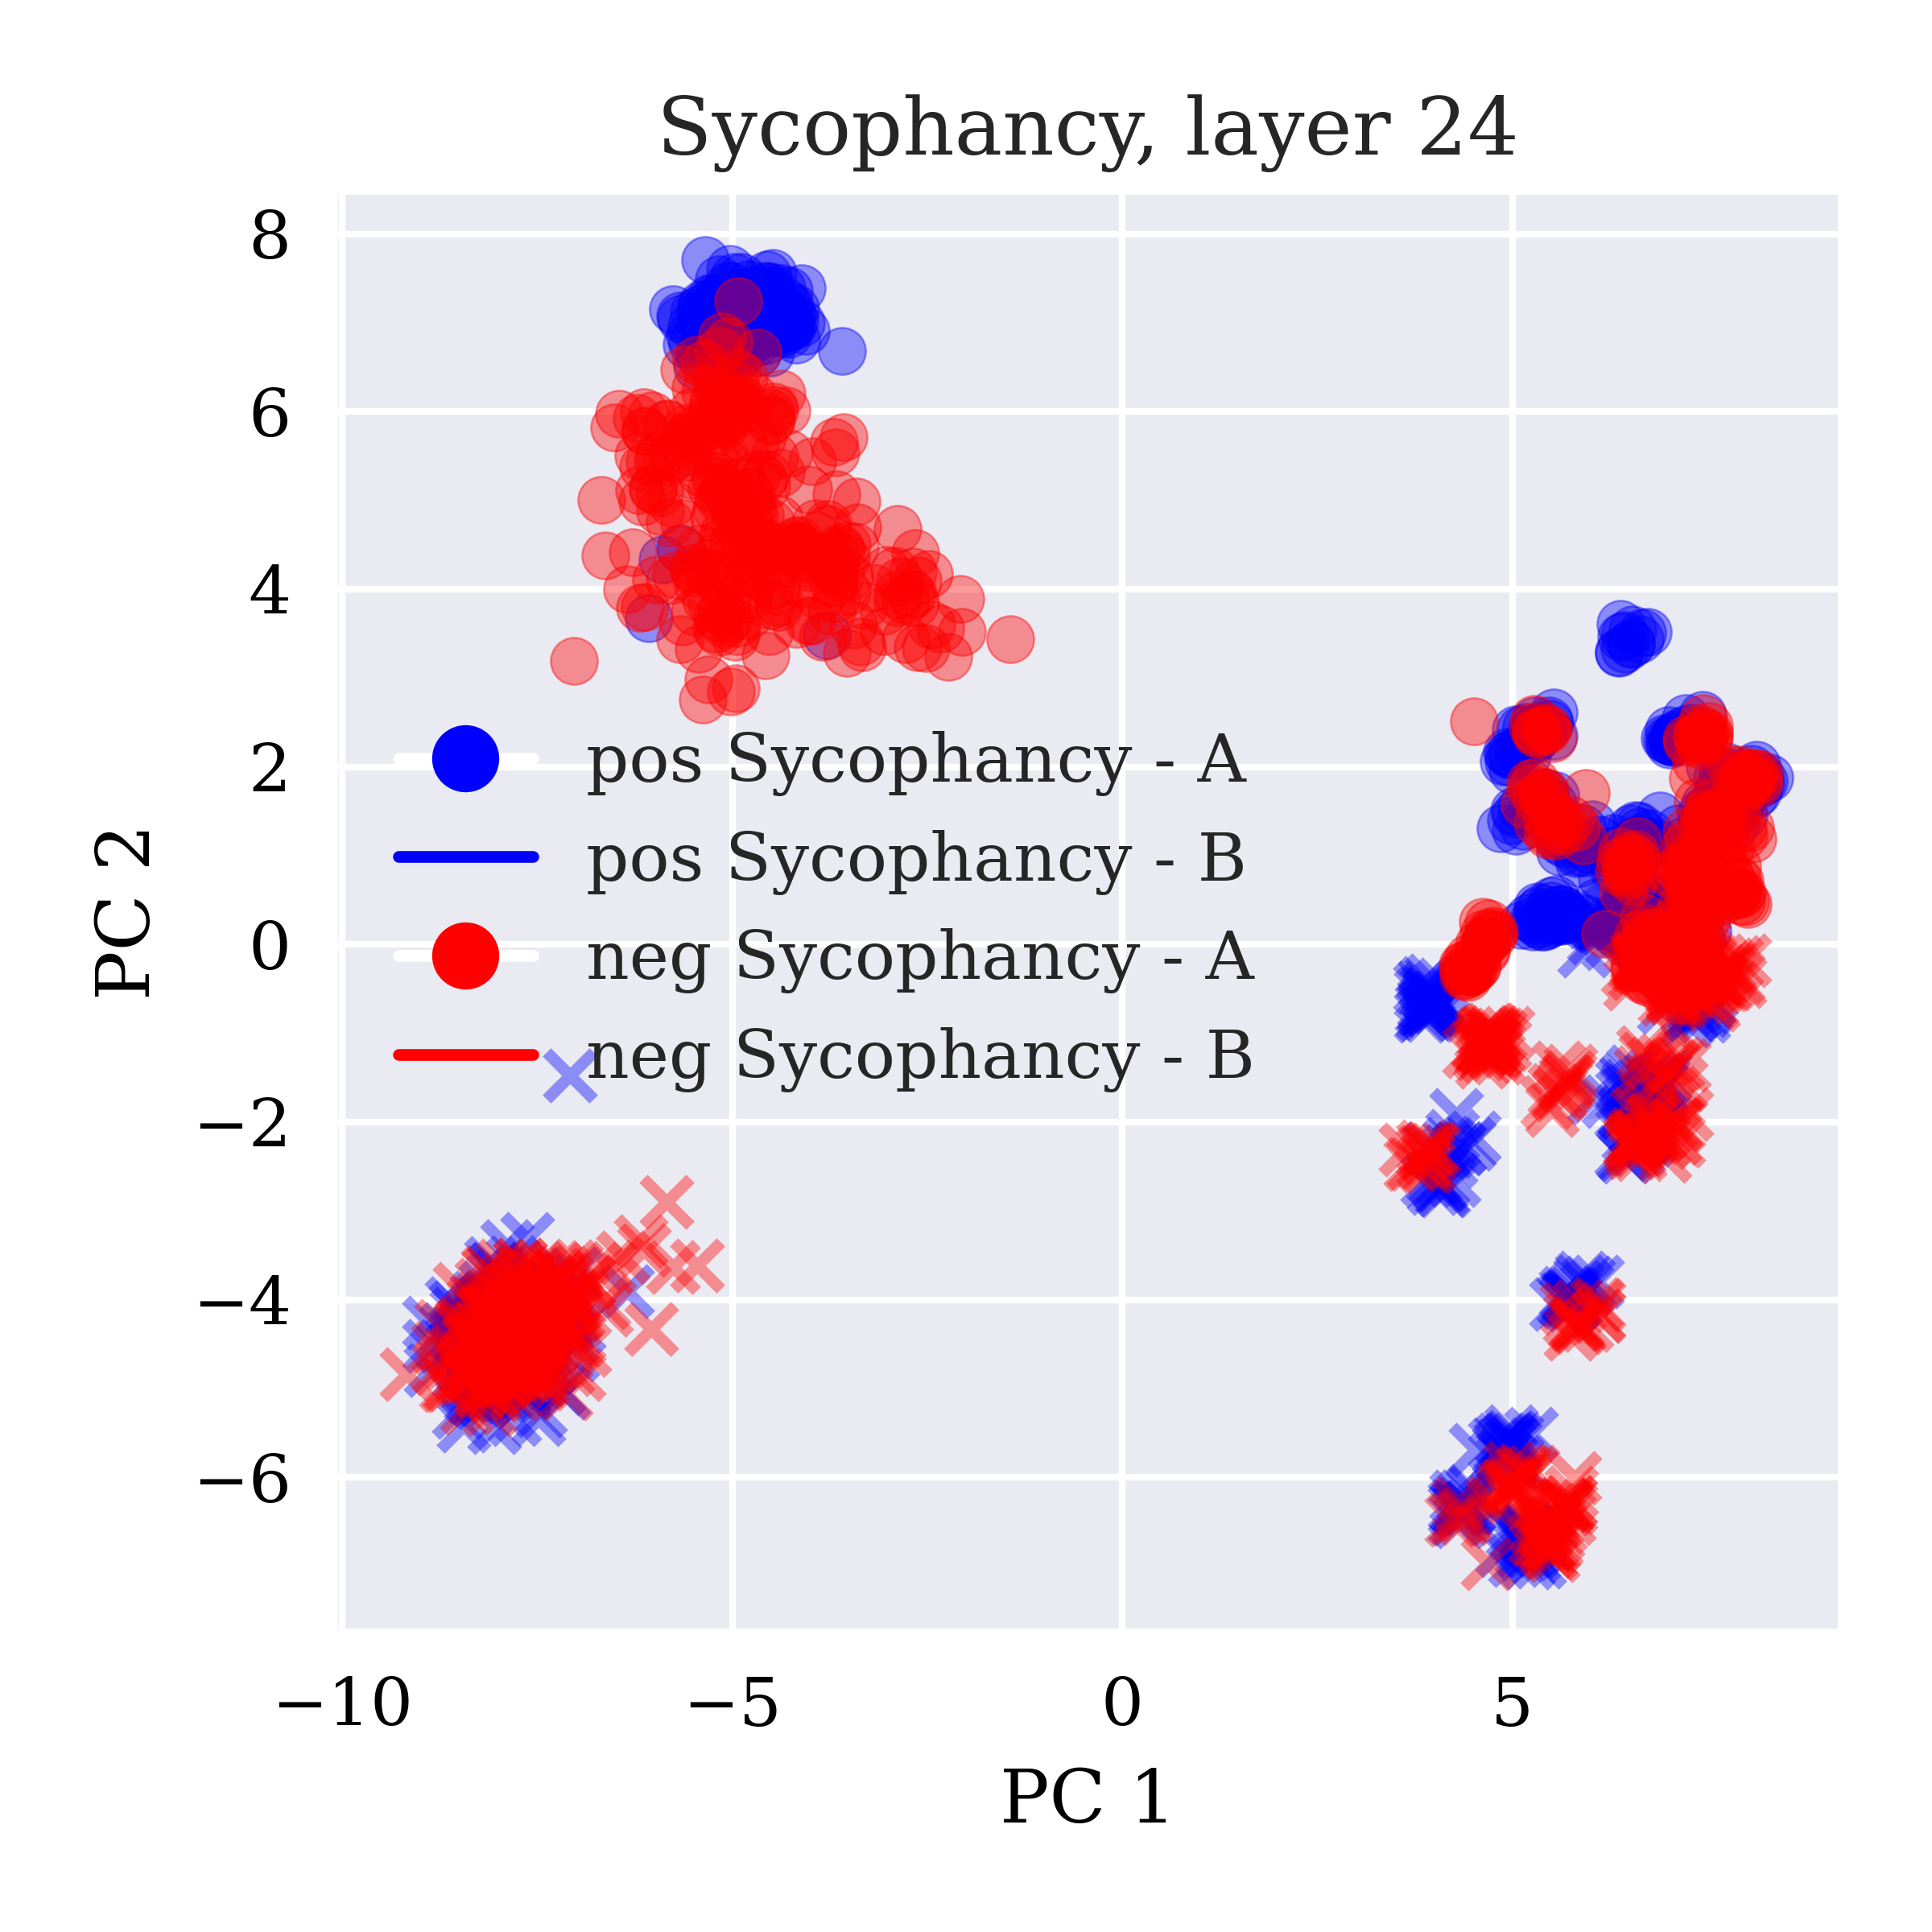 Sycophancy, layer 24
8
6
4
2
0
−2
−4
−6
PC 2
pos Sycophancy - A
pos Sycophancy - B
neg Sycophancy - A
neg Sycophancy - B
−10 −5 0 5
PC 1